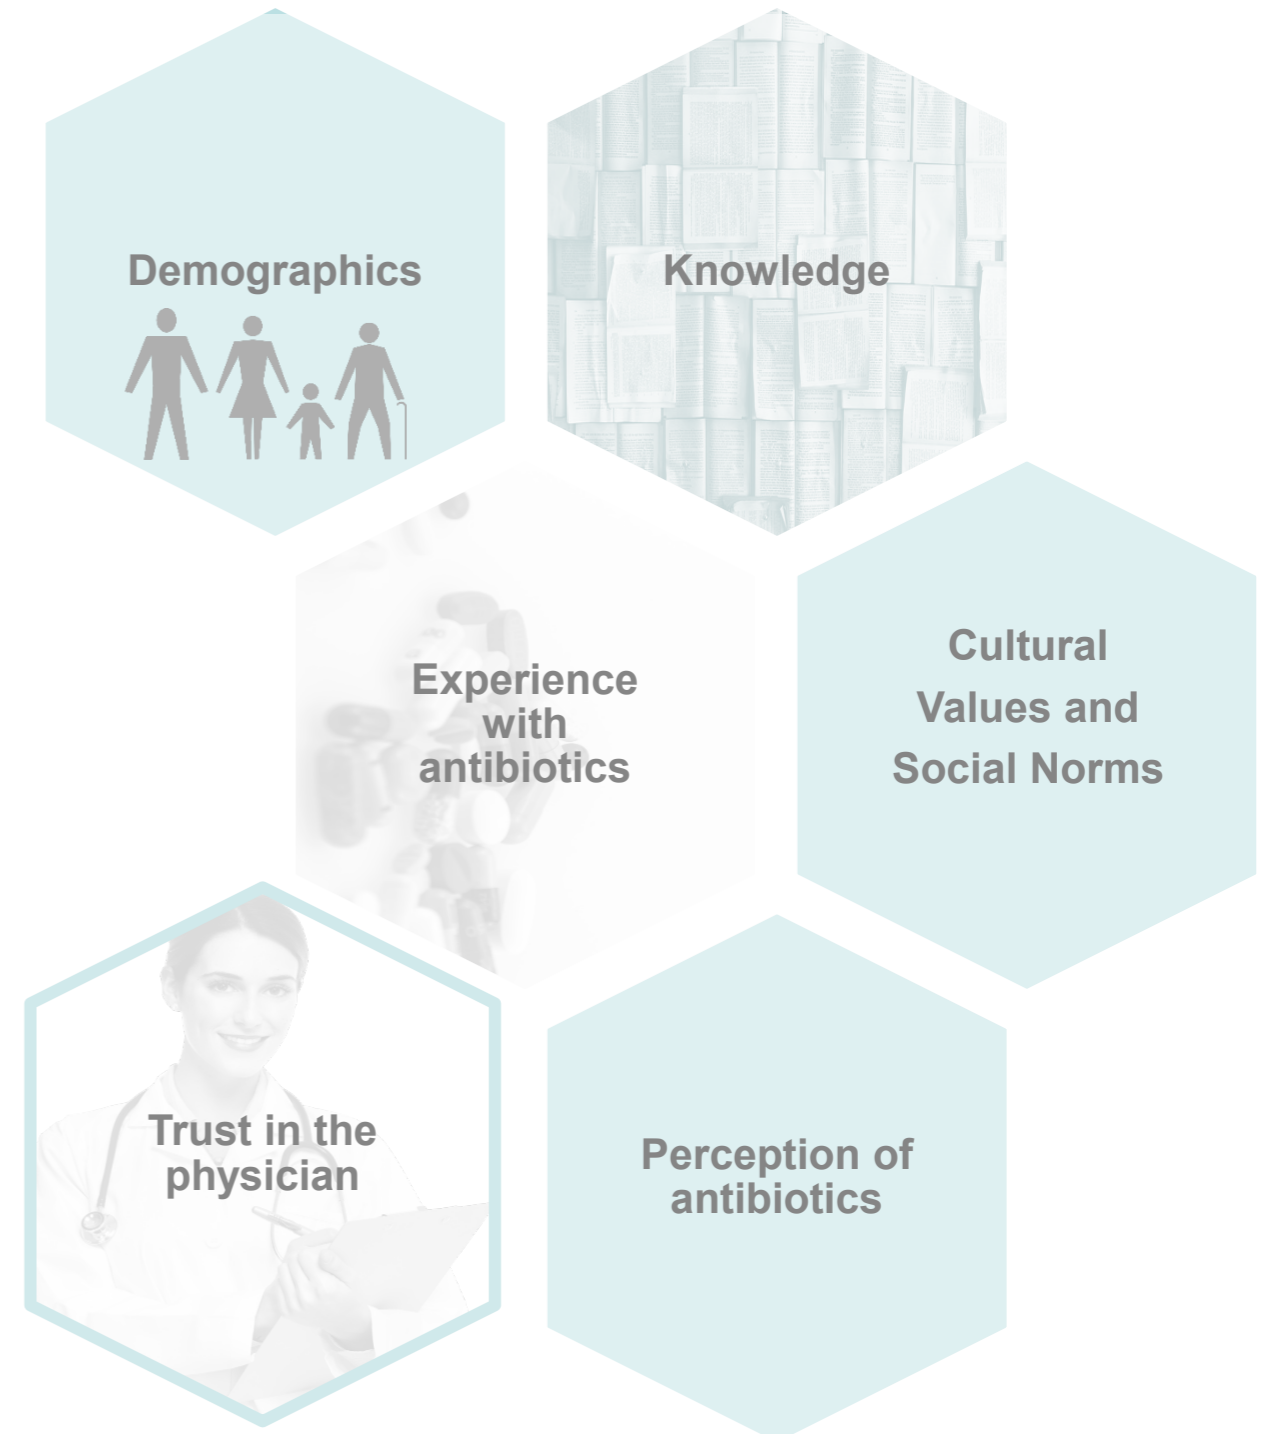 Demographics
Knowledge
Experience
with
antibiotics
Cultural
Values and
Social Norms
Trust in the
physician
Perception of
antibiotics